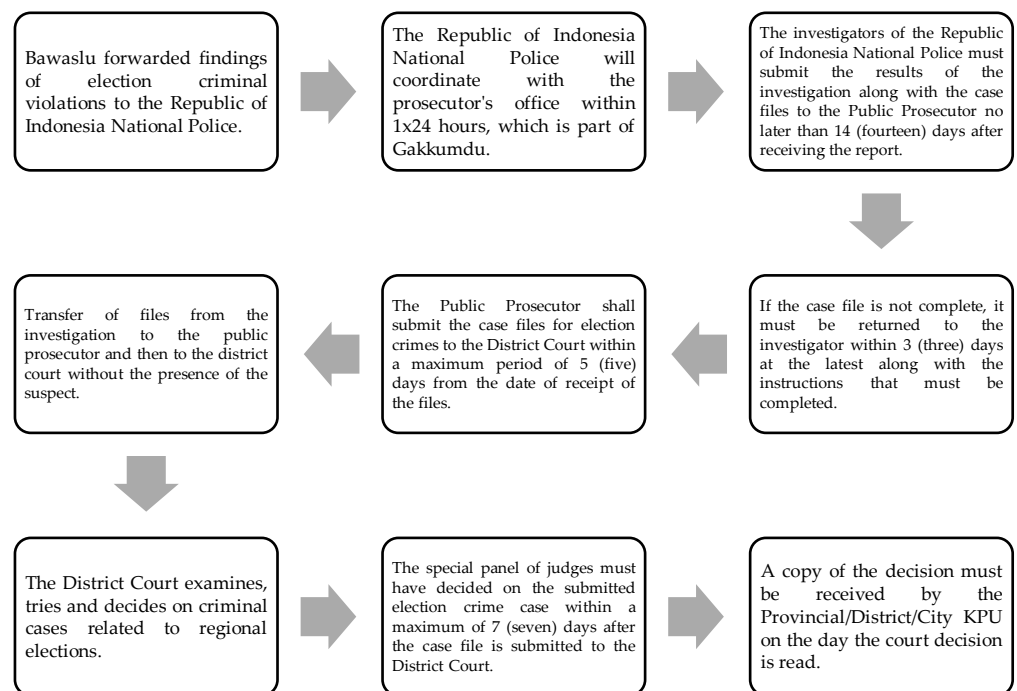 Bawaslu forwarded findings
of election criminal
violations to the Republic of
Indonesia National Police.
The Republic of Indonesia
National Police will
coordinate with the
prosecutor's office within
1x24 hours, which is part of
Gakkumdu.
The investigators of the Republic
of Indonesia National Police must
submit the results of the
investigation along with the case
files to the Public Prosecutor no
later than 14 (fourteen) days after
receiving the report.
If the case file is not complete, it
must be returned to the
investigator within 3 (three) days
at the latest along with the
instructions that must be
completed.
The Public Prosecutor shall
submit the case files for election
crimes to the District Court within
a maximum period of 5 (five)
days from the date of receipt of
the files.
Transfer of files from the
investigation to the public
prosecutor and then to the district
court without the presence of the
suspect.
The District Court examines,
tries and decides on criminal
cases related to regional
elections.
The special panel of judges must
have decided on the submitted
election crime case within a
maximum of 7 (seven) days after
the case file is submitted to the
District Court.
A copy of the decision must
be received by the
Provincial/District/City KPU
on the day the court decision
is read.